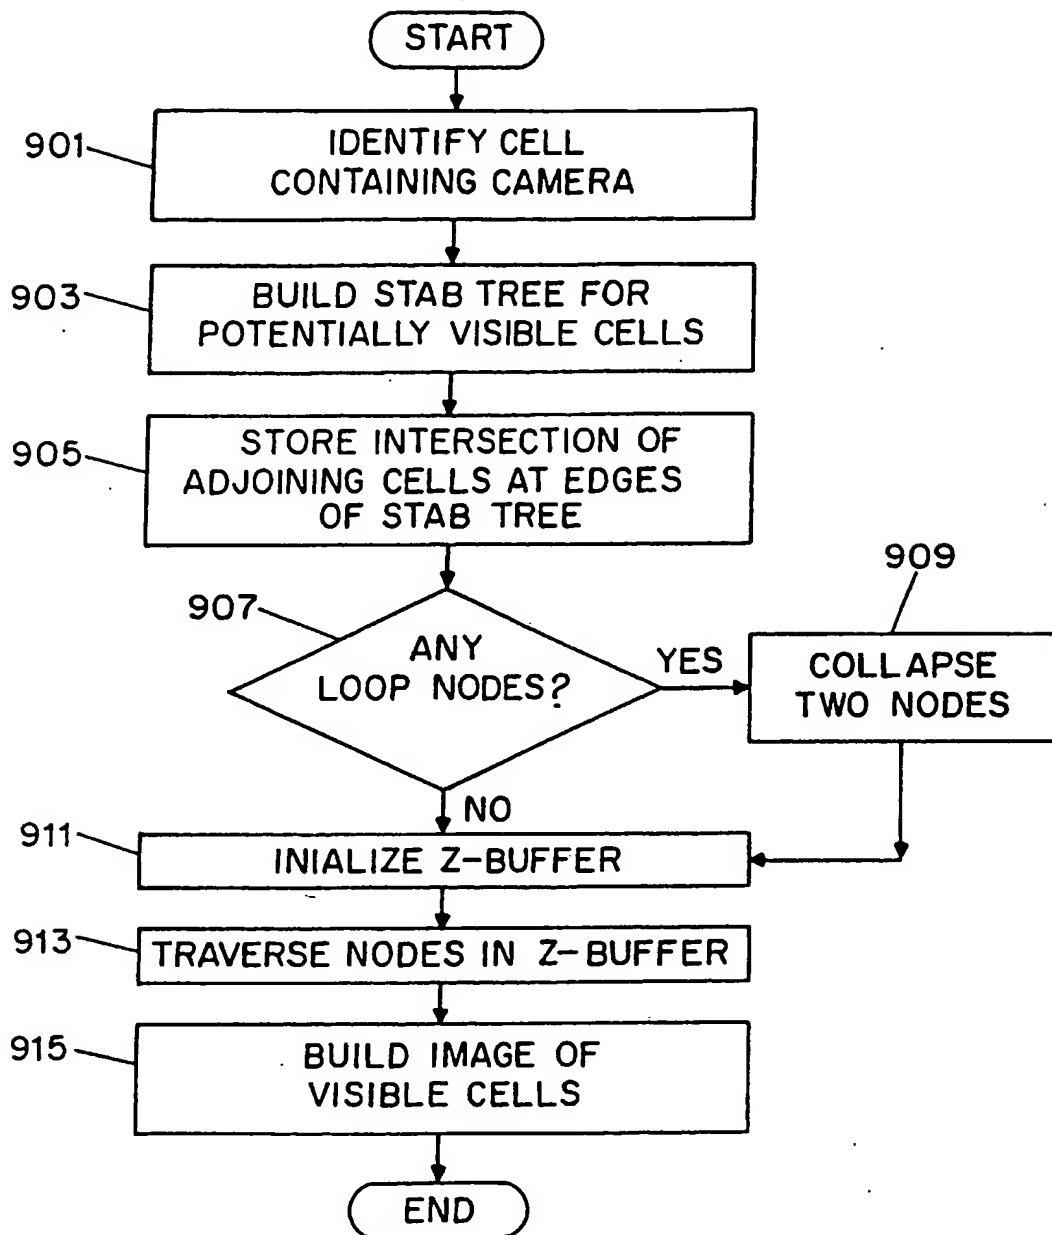 START
901
IDENTIFY CELL
CONTAINING CAMERA
903
BUILD STAB TREE FOR
POTENTIALLY VISIBLE CELLS
905
STORE INTERSECTION OF
ADJOINING CELLS AT EDGES
OF STAB TREE
907
ANY
LOOP NODES?
YES
909
COLLAPSE
TWO NODES
NO
911
INIALIZE Z-BUFFER
913
TRAVERSE NODES IN Z-BUFFER
915
BUILD IMAGE OF
VISIBLE CELLS
END